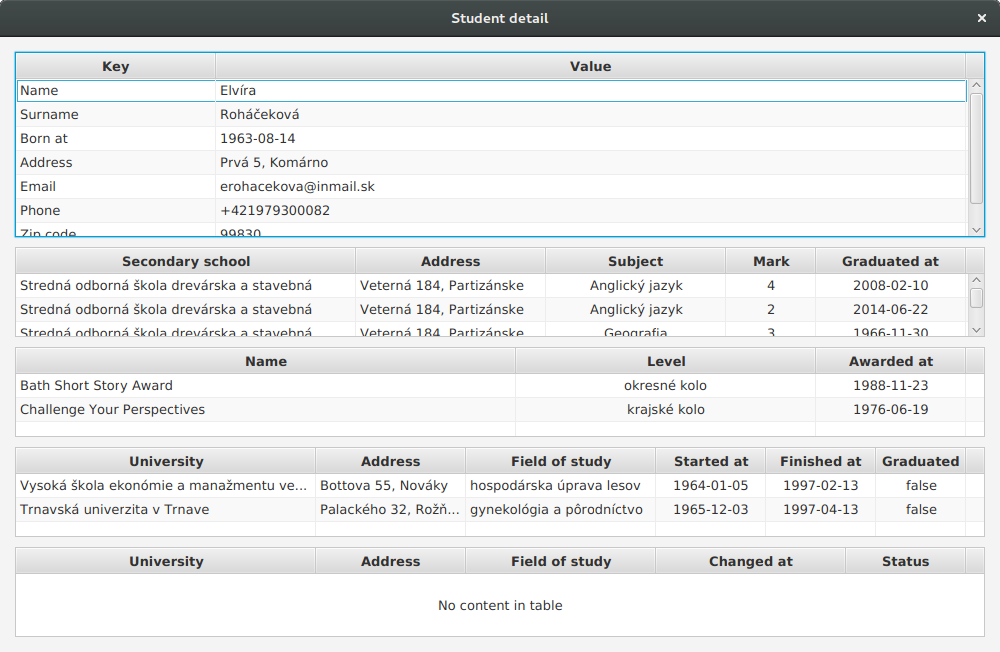 Student detail
Key Value
Name Elvíra
Surname Roháčeková
Born at 1963-08-14
Address Prvá 5, Komárno
Email erohacekova@inmail.sk
Phone +421979300082
Zip code 99830
Secondary school Address Subject Mark Graduated at
Stredná odborná škola drevárska a stavebná Veterná 184, Partizánske Anglický jazyk 4 2008-02-10
Stredná odborná škola drevárska a stavebná Veterná 184, Partizánske Anglický jazyk 2 2014-06-22
Stredná odborná škola drevárska a stavebná Veterná 184, Partizánske Geografia 3 1966-11-30
Name Level Awarded at
Bath Short Story Award okresné kolo 1988-11-23
Challenge Your Perspectives krajské kolo 1976-06-19
University Address Field of study Started at Finished at Graduated
Vysoká škola ekonómie a manažmentu ve... Bottova 55, Nováky hospodárska úprava lesov 1964-01-05 1997-02-13 false
Trnavská univerzita v Trnave Palackého 32, Rožň... gynekológia a pôrodníctvo 1965-12-03 1997-04-13 false
University Address Field of study Changed at Status
No content in table